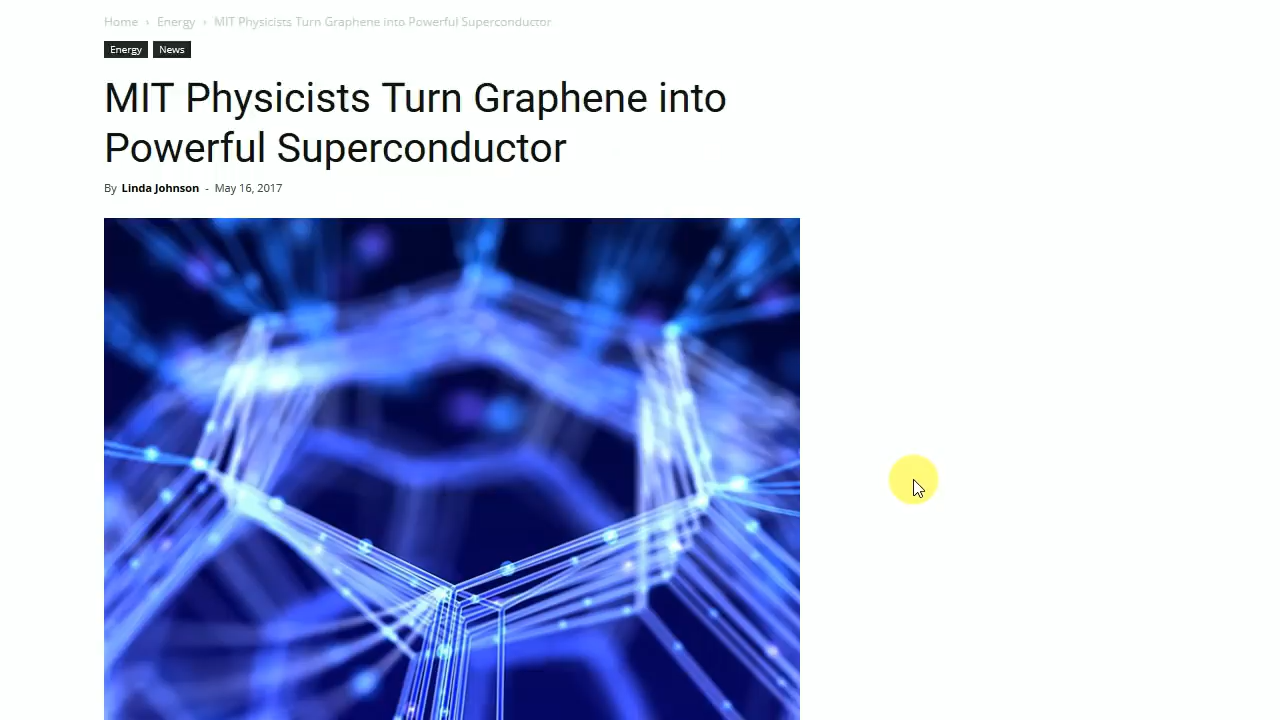 Home › Energy › MIT Physicists Turn Graphene into Powerful Superconductor
Energy News
MIT Physicists Turn Graphene into
Powerful Superconductor
By Linda Johnson - May 16, 2017